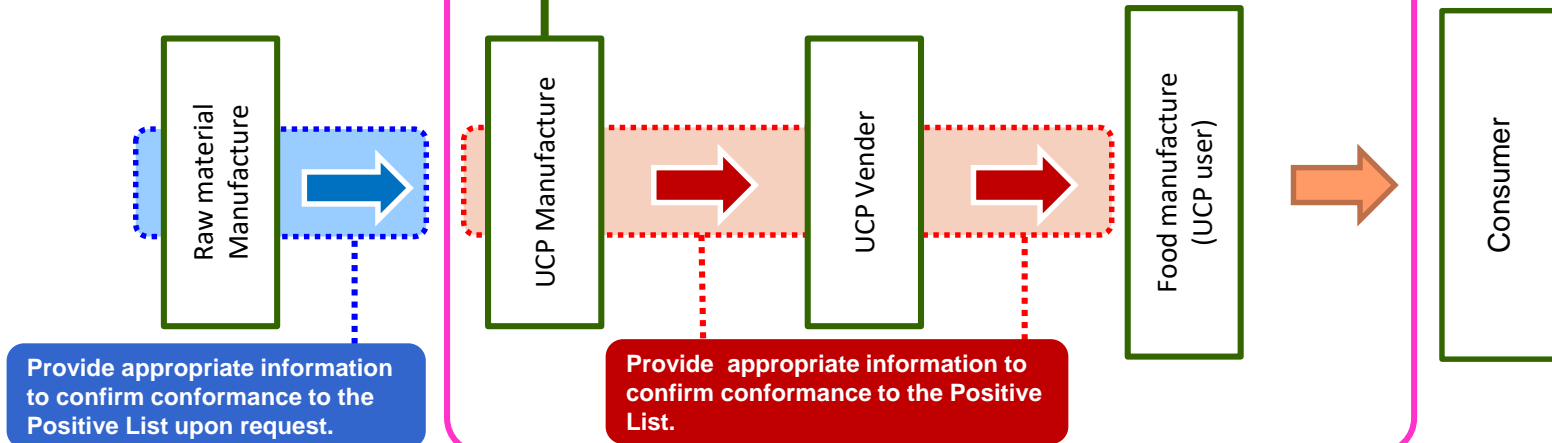 Raw material
Manufacture
UCP Manufacture
UCP Vender
Food manufacture
(UCP user)
Consumer
Provide appropriate information
to confirm conformance to the
Positive List upon request.
Provide  appropriate information to
confirm conformance to the Positive
List.